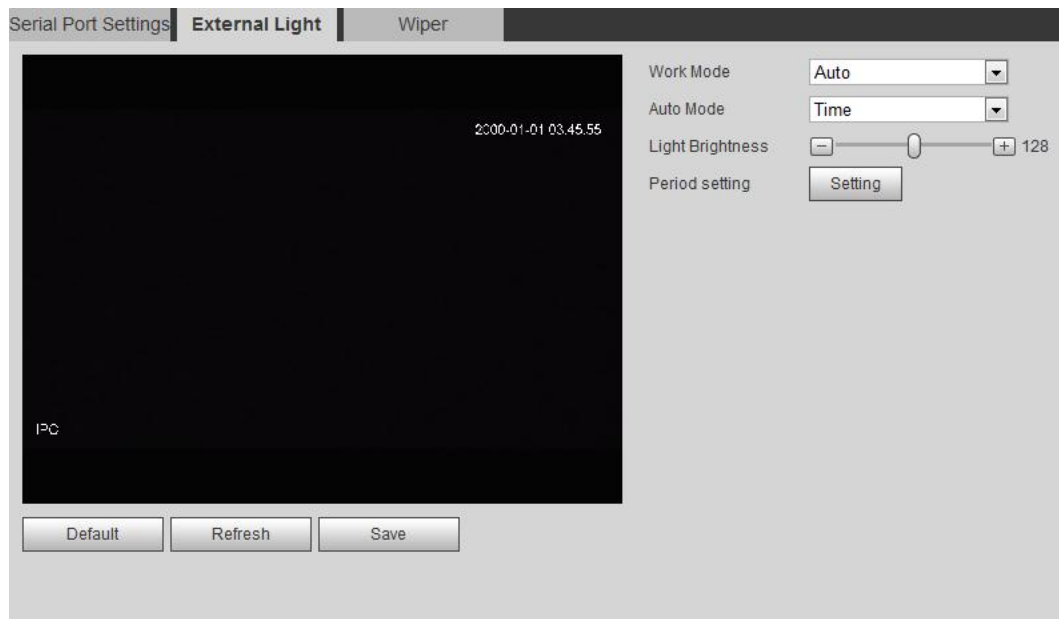 Serial Port Settings External Light Wiper
2000-01-01 03:45:55
IPC
Work Mode Auto
Auto Mode Time
Light Brightness 128
Period setting Setting
Default Refresh Save